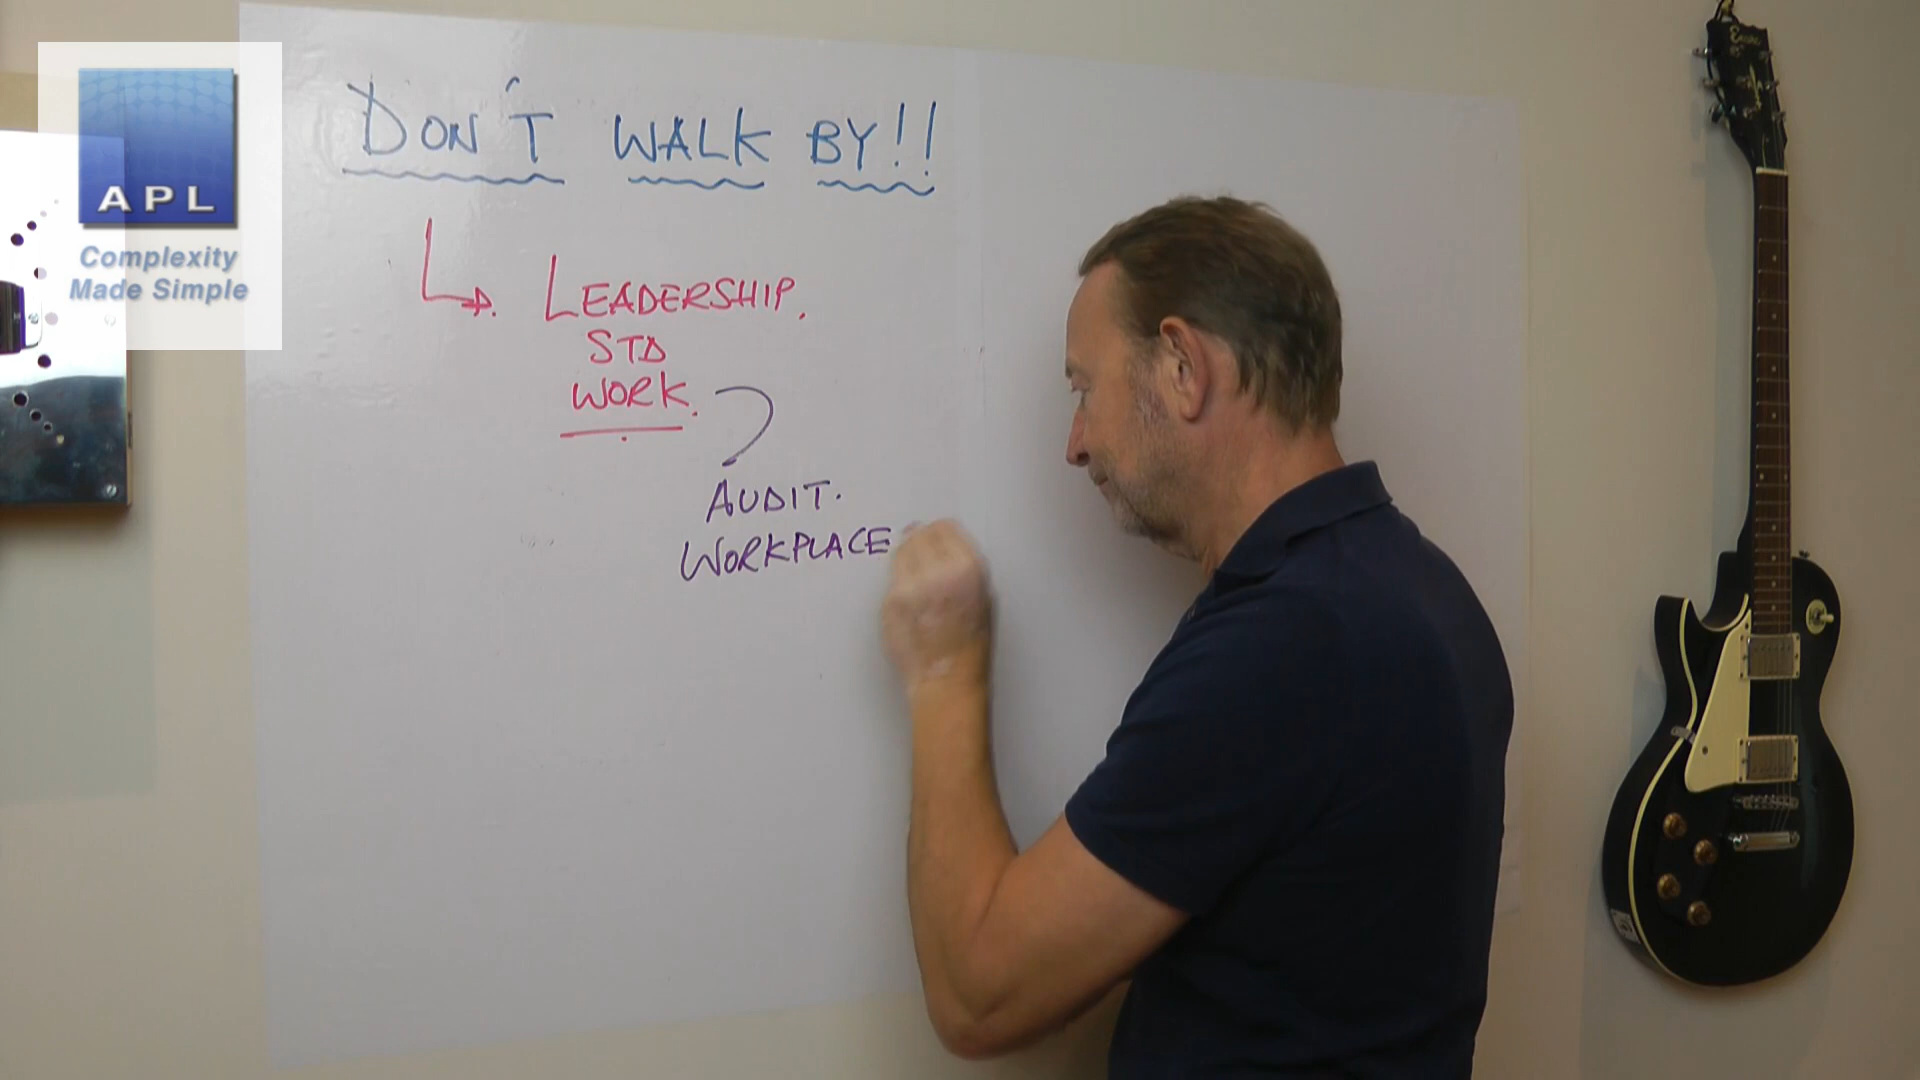 APL
Complexity
Made Simple
DON'T WALK BY!!
LEADERSHIP.
STD
WORK.
AUDIT.
WORKPLACE